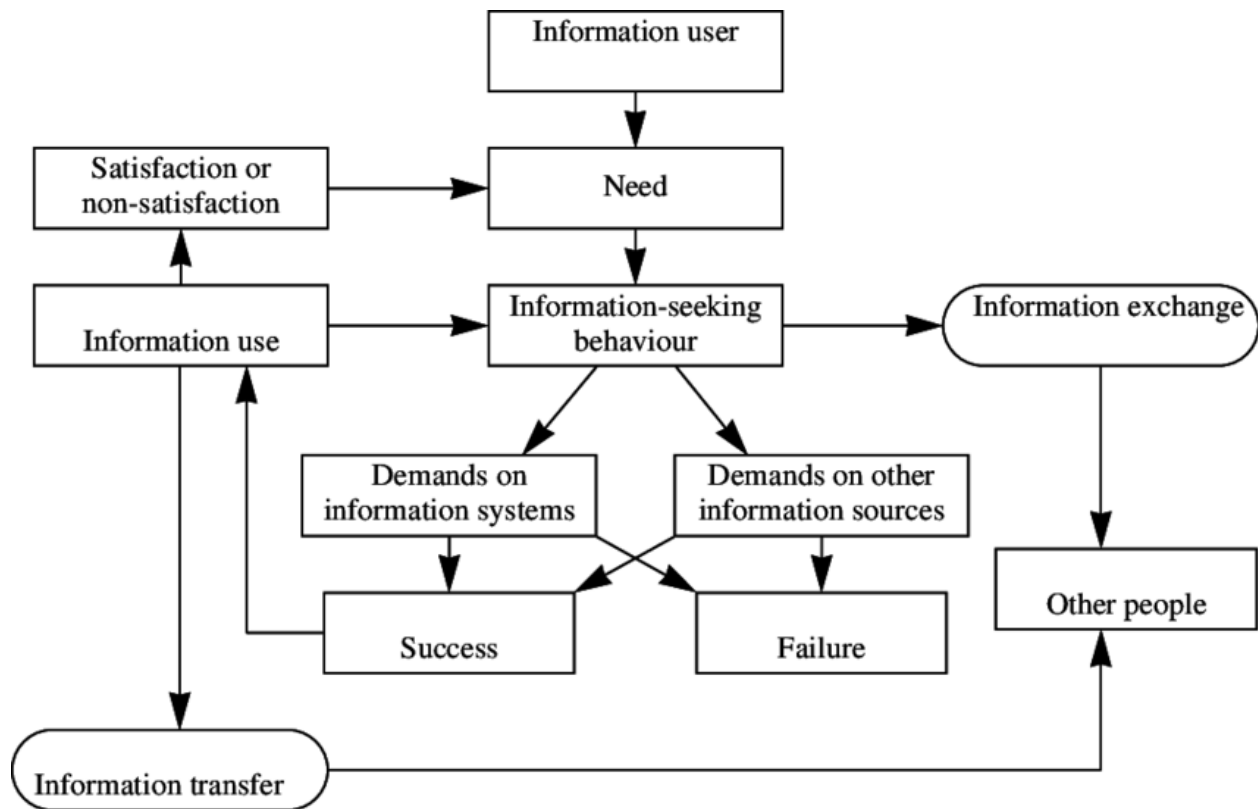 Information user
Satisfaction or
non-satisfaction
Need
Information use
Information-seeking
behaviour
Information exchange
Demands on
information systems
Demands on other
information sources
Success
Failure
Other people
Information transfer